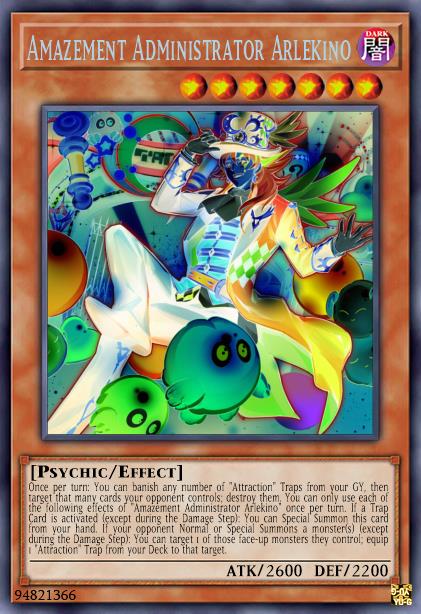 Amazement Administrator Arlekino
DARK
闇
[Psychic/Effect]
Once per turn: You can banish any number of "Attraction" Traps from your GY, then
target that many cards your opponent controls; destroy them. You can only use each of
the following effects of "Amazement Administrator Arlekino" once per turn. If a Trap
Card is activated (except during the Damage Step): You can Special Summon this card
from your hand. If your opponent Normal or Special Summons a monster(s) (except
during the Damage Step): You can target 1 of those face-up monsters they control; equip
1 "Attraction" Trap from your Deck to that target.
ATK/2600 DEF/2200
94821366